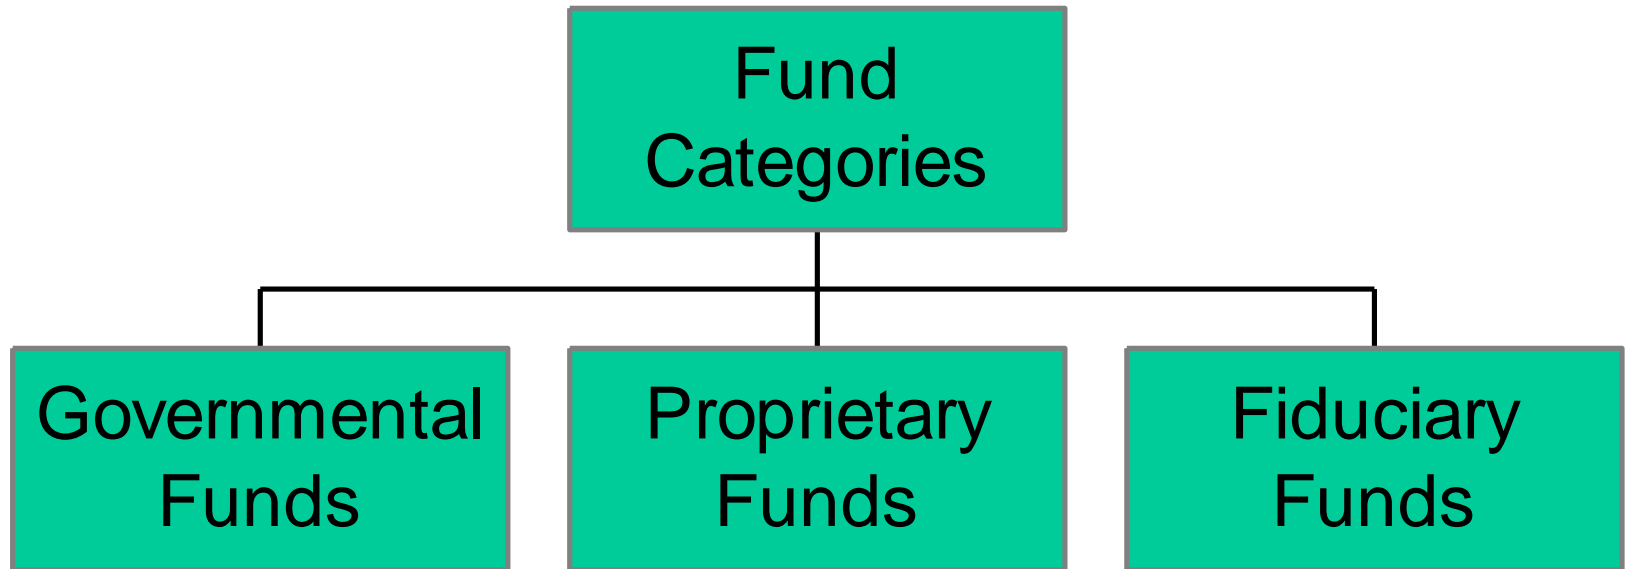 Fund
Categories
Governmental
Funds
Proprietary
Funds
Fiduciary
Funds